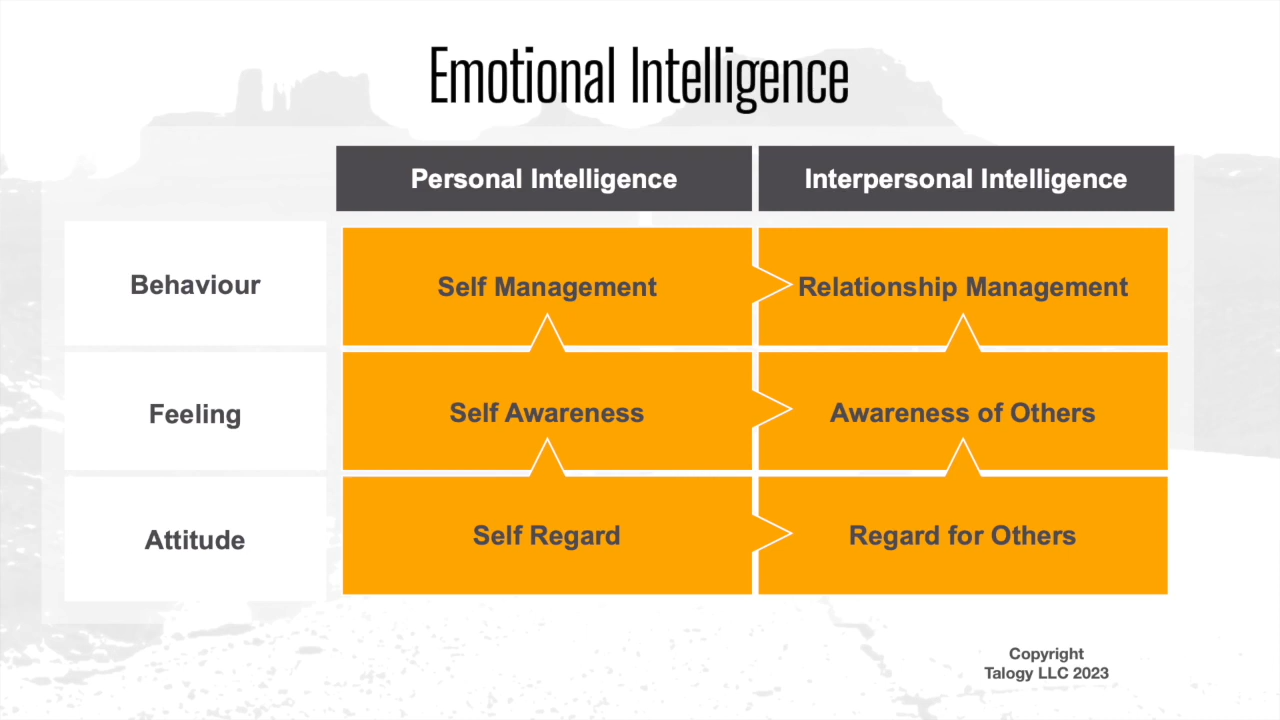 Emotional Intelligence
Personal Intelligence
Interpersonal Intelligence
Behaviour
Self Management
Relationship Management
Feeling
Self Awareness
Awareness of Others
Attitude
Self Regard
Regard for Others
Copyright
Talogy LLC 2023